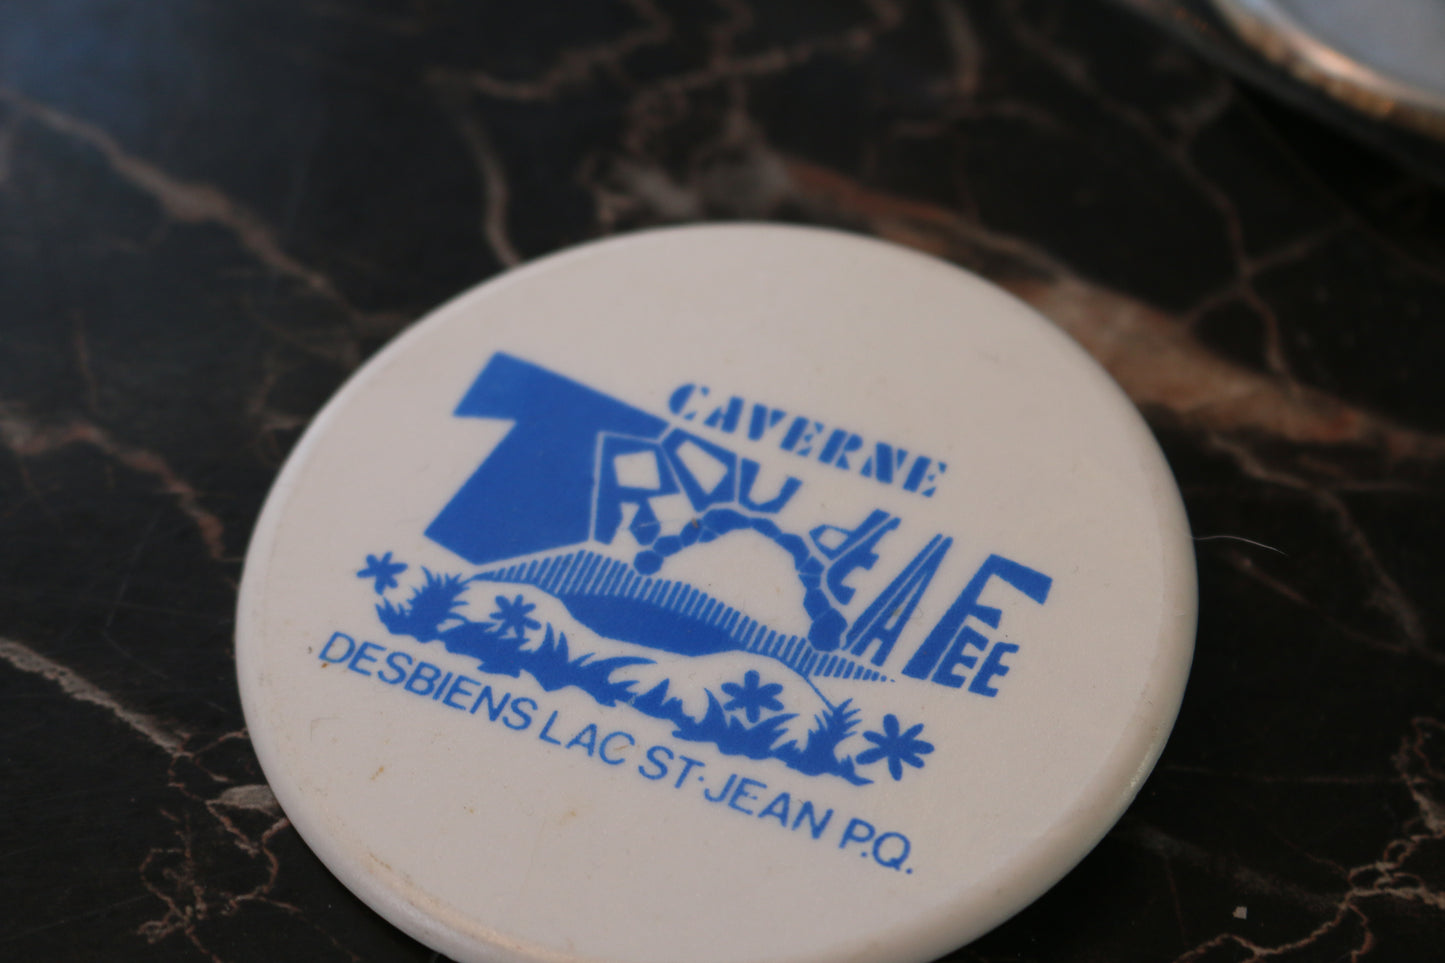 CAVERNE
TROU de LA FEE
DESBIENS LAC ST-JEAN P.Q.